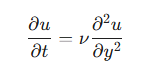 ∂u/∂t = ν ∂²u/∂y²